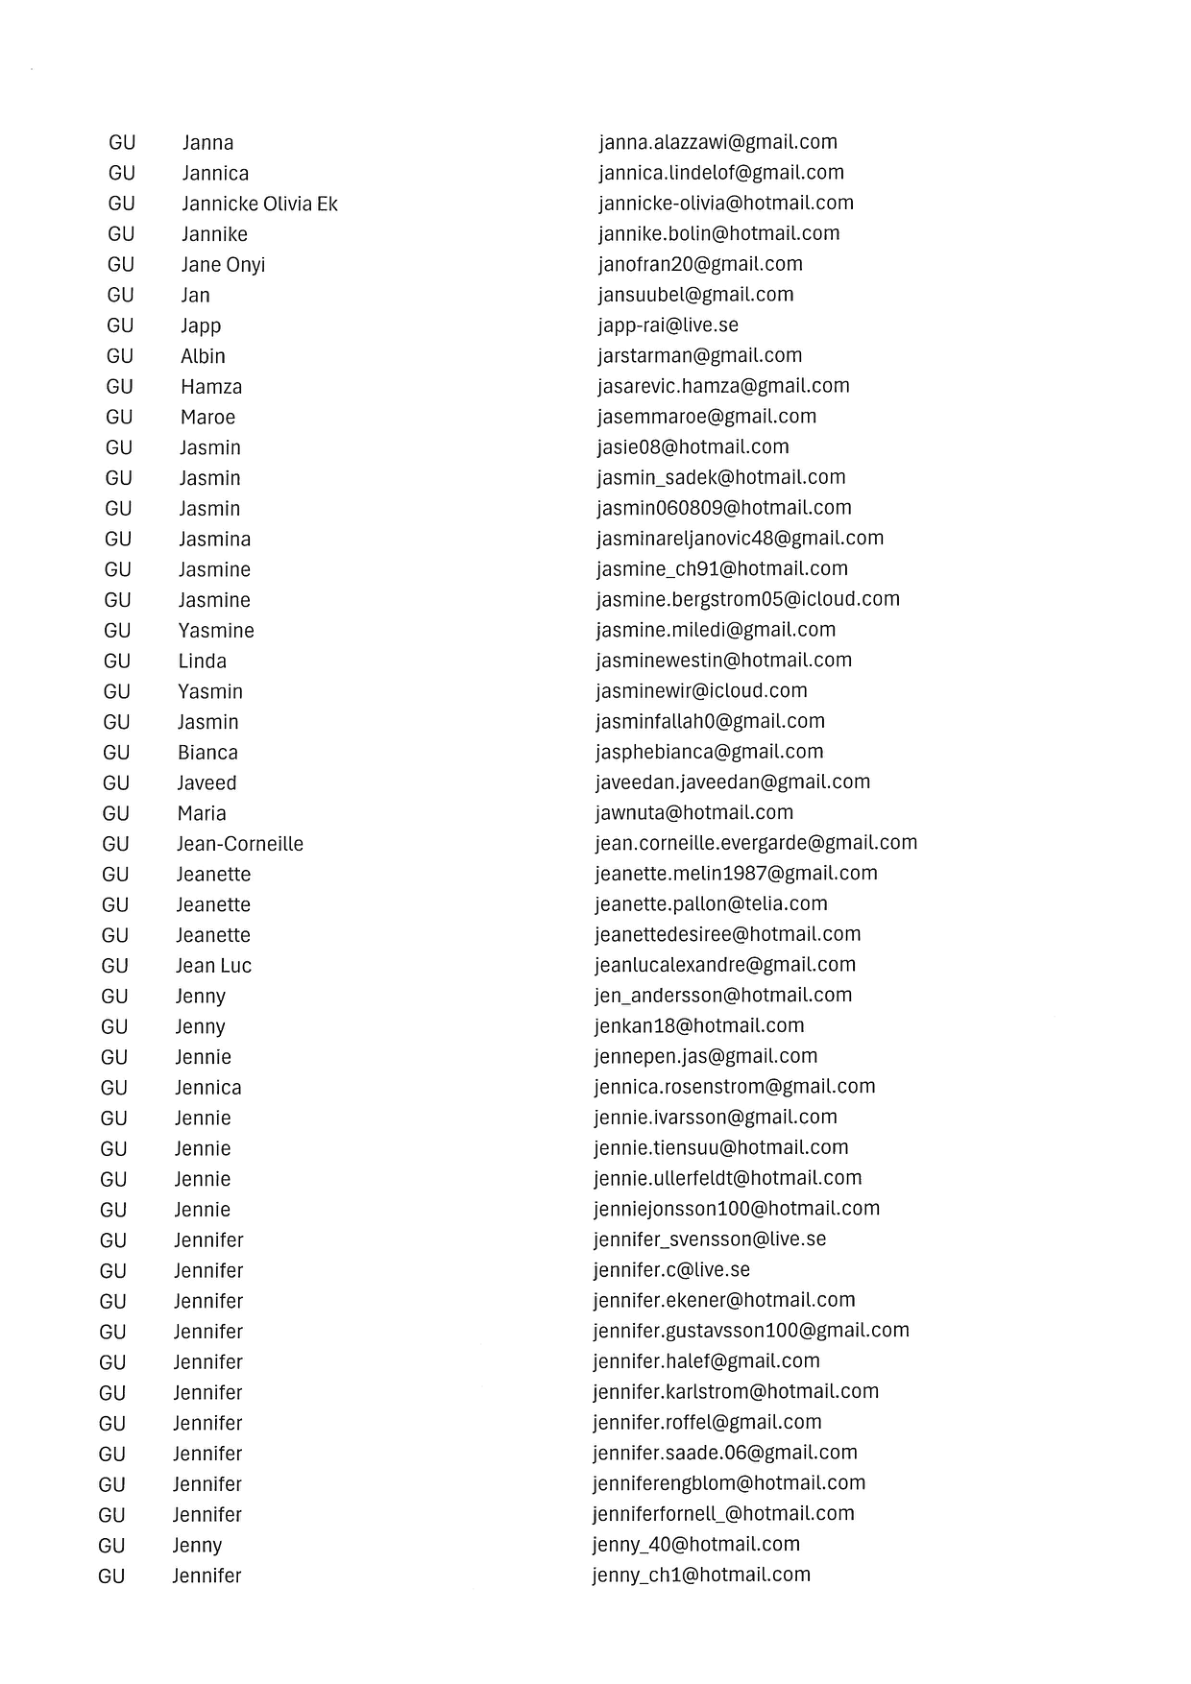 GU Janna janna.alazzawi@gmail.com
GU Jannica jannica.lindelof@gmail.com
GU Jannicke Olivia Ek jannicke-olivia@hotmail.com
GU Jannike jannike.bolin@hotmail.com
GU Jane Onyi janofran20@gmail.com
GU Jan jansuubel@gmail.com
GU Japp japp-rai@live.se
GU Albin jarstarman@gmail.com
GU Hamza jasarevic.hamza@gmail.com
GU Maroe jasemmaroe@gmail.com
GU Jasmin jasie08@hotmail.com
GU Jasmin jasmin_sadek@hotmail.com
GU Jasmin jasmin060809@hotmail.com
GU Jasmina jasminareljanovic48@gmail.com
GU Jasmine jasmine_ch91@hotmail.com
GU Jasmine jasmine.bergstrom05@icloud.com
GU Yasmine jasmine.miledi@gmail.com
GU Linda jasminewestin@hotmail.com
GU Yasmin jasminewir@icloud.com
GU Jasmin jasminfallah0@gmail.com
GU Bianca jasphebianca@gmail.com
GU Javeed javeedan.javeedan@gmail.com
GU Maria jawnuta@hotmail.com
GU Jean-Corneille jean.corneille.evergarde@gmail.com
GU Jeanette jeanette.melin1987@gmail.com
GU Jeanette jeanette.pallon@telia.com
GU Jeanette jeanettedesiree@hotmail.com
GU Jean Luc jeanlucalexandre@gmail.com
GU Jenny jen_andersson@hotmail.com
GU Jenny jenkan18@hotmail.com
GU Jennie jennepen.jas@gmail.com
GU Jennica jennica.rosenstrom@gmail.com
GU Jennie jennie.ivarsson@gmail.com
GU Jennie jennie.tiensuu@hotmail.com
GU Jennie jennie.ullerfeldt@hotmail.com
GU Jennie jenniejonsson100@hotmail.com
GU Jennifer jennifer_svensson@live.se
GU Jennifer jennifer.c@live.se
GU Jennifer jennifer.ekener@hotmail.com
GU Jennifer jennifer.gustavsson100@gmail.com
GU Jennifer jennifer.halef@gmail.com
GU Jennifer jennifer.karlstrom@hotmail.com
GU Jennifer jennifer.roffel@gmail.com
GU Jennifer jennifer.saade.06@gmail.com
GU Jennifer jenniferengblom@hotmail.com
GU Jennifer jenniferfornell_@hotmail.com
GU Jenny jenny_40@hotmail.com
GU Jennifer jenny_ch1@hotmail.com